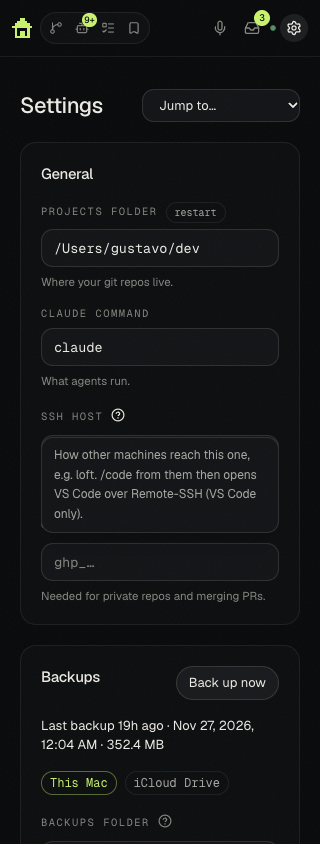 9+
3
Settings
Jump to...
General
PROJECTS FOLDER restart
/Users/gustavo/dev
Where your git repos live.
CLAUDE COMMAND
claude
What agents run.
SSH HOST ?
How other machines reach this one,
e.g. loft. /code from them then opens
VS Code over Remote-SSH (VS Code
only).
ghp_…
Needed for private repos and merging PRs.
Backups
Back up now
Last backup 19h ago · Nov 27, 2026,
12:04 AM · 352.4 MB
This Mac iCloud Drive
BACKUPS FOLDER ?